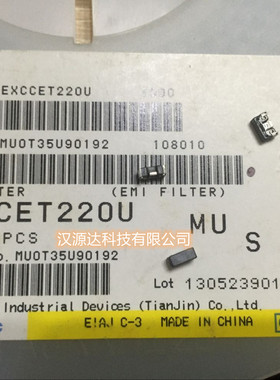 EXCCET220U
MU0T35U90192 108010
(EMI FILTER)
CET220U MU
S
PCS 汉源达科技有限公司
o. MU0T35U90192
Lot 130523901
Industrial Devices (TianJin) Co.,Ltd.
EIAJ C-3 MADE IN CHINA